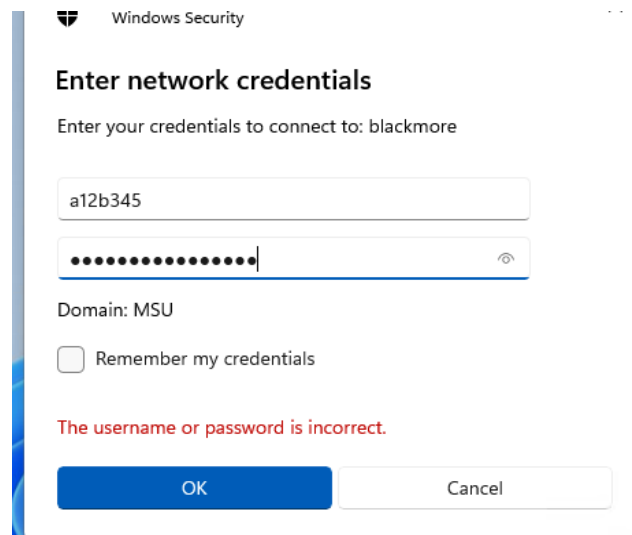 Windows Security
Enter network credentials
Enter your credentials to connect to: blackmore
a12b345
●●●●●●●●●●●●●●●●
Domain: MSU
Remember my credentials
The username or password is incorrect.
OK
Cancel